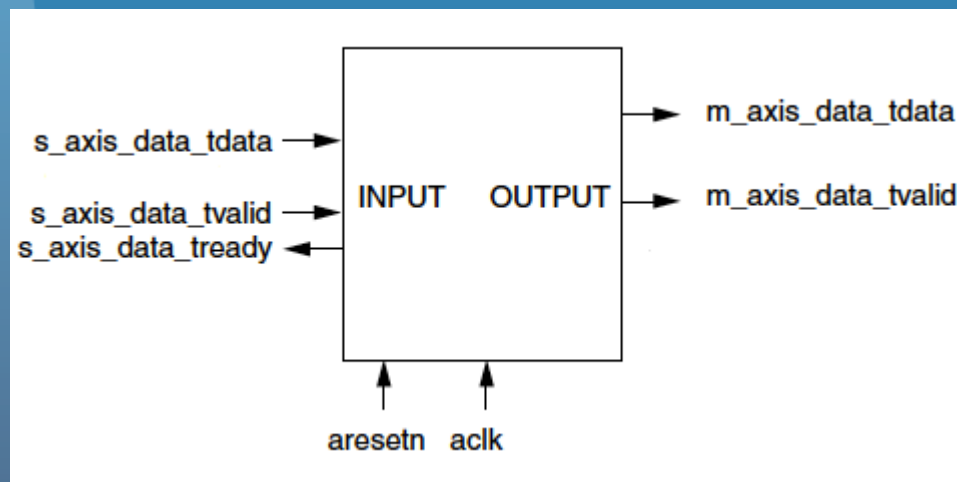 m_axis_data_tdata
s_axis_data_tdata
INPUT OUTPUT
m_axis_data_tvalid
s_axis_data_tvalid
s_axis_data_tready
aresetn aclk